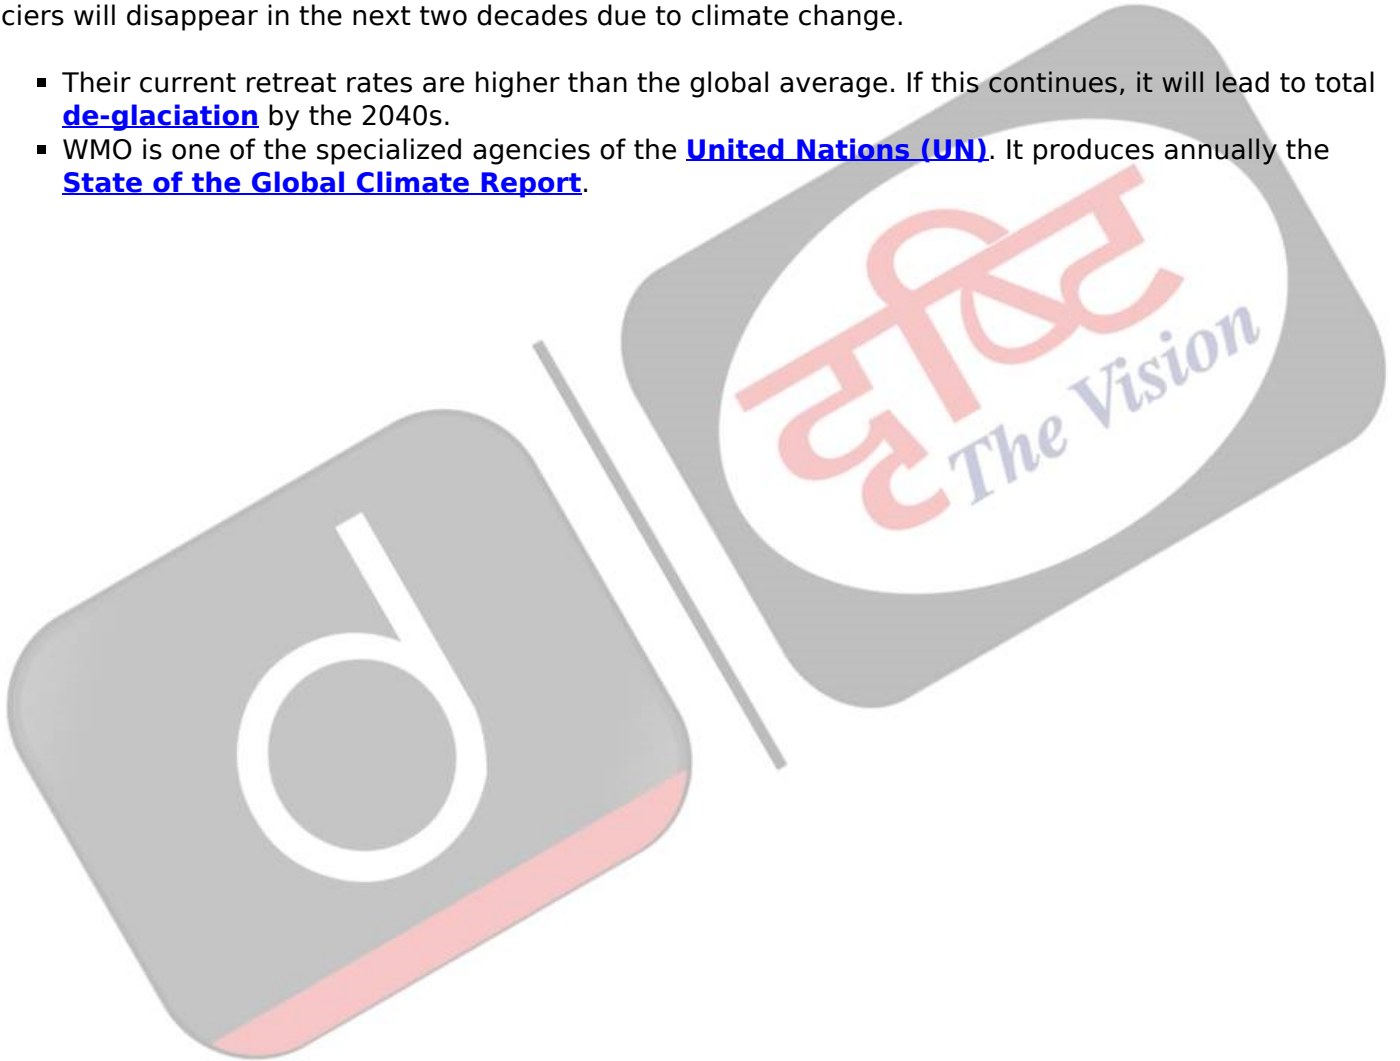 ciers will disappear in the next two decades due to climate change.
▪ Their current retreat rates are higher than the global average. If this continues, it will lead to total
de-glaciation by the 2040s.
▪ WMO is one of the specialized agencies of the United Nations (UN). It produces annually the
State of the Global Climate Report.
दृष्टि
The Vision
d